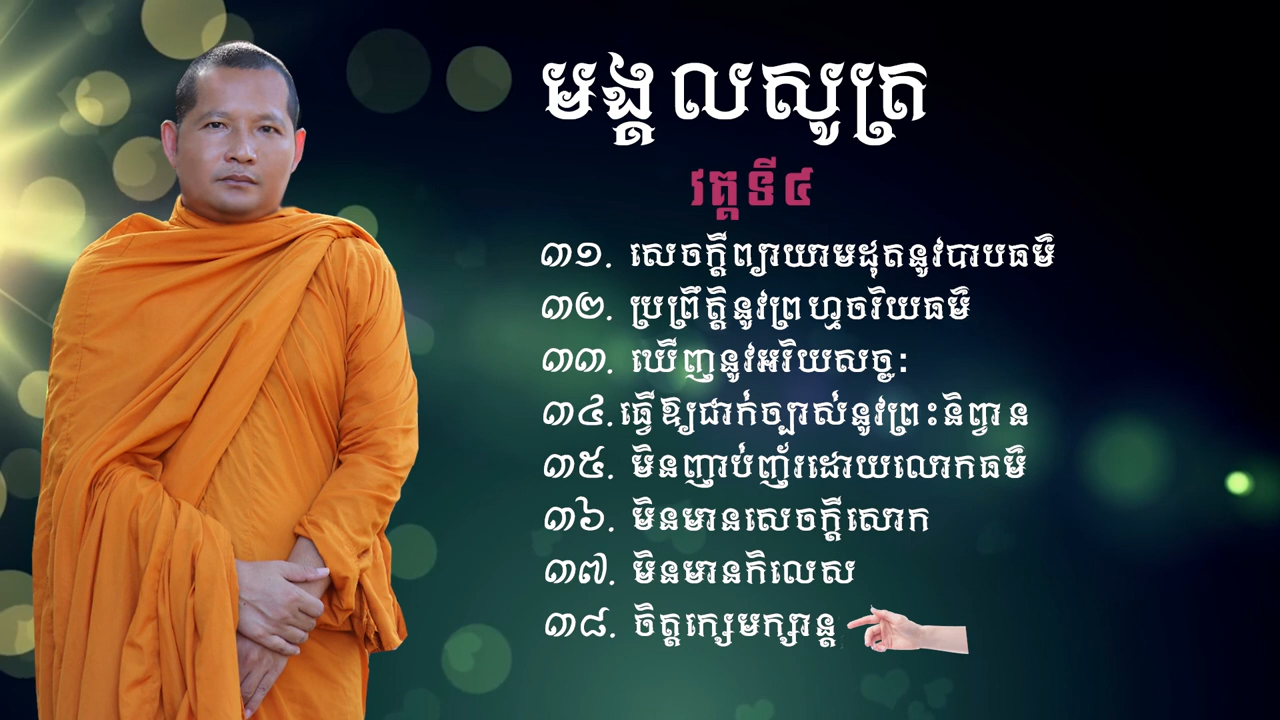 មង្គលសូត្រ
វគ្គទី៤
៣១. សេចក្ដីព្យាយាមដុតនូវបាបធម៌
៣២. ប្រព្រឹត្តិនូវព្រហ្មចរិយធម៌
៣៣. ឃើញនូវអរិយសច្ចៈ
៣៤.ធ្វើឱ្យជាក់ច្បាស់នូវព្រះនិព្វាន
៣៥. មិនញាប់ញ័រដោយលោកធម៌
៣៦. មិនមានសេចក្ដីសោក
៣៧. មិនមានកិលេស
៣៨. ចិត្តក្សេមក្សាន្ត